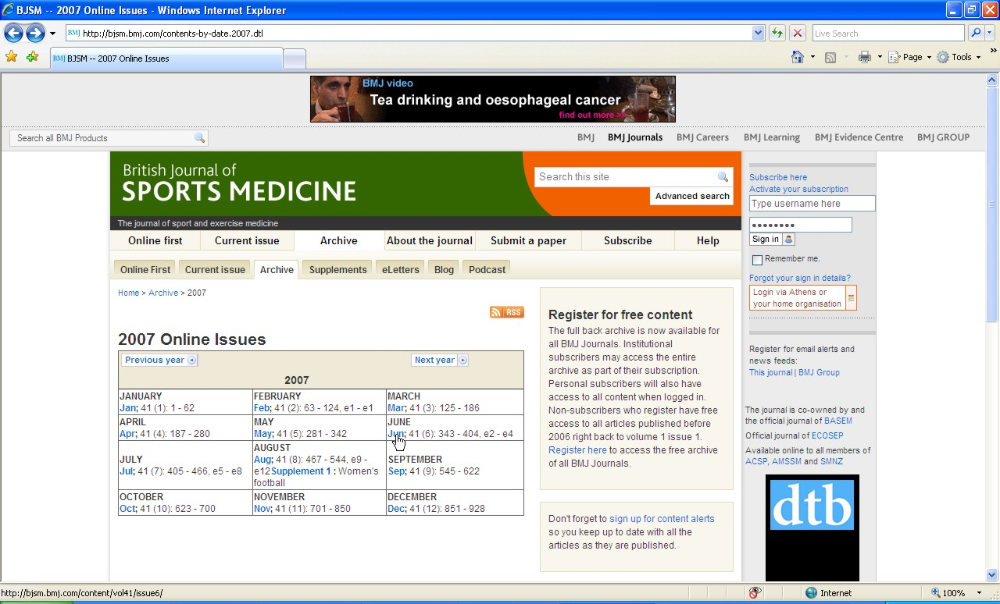 BJSM -- 2007 Online Issues - Windows Internet Explorer
BMJ http://bjsm.bmj.com/contents-by-date.2007.dtl
Live Search
BMJ BJSM -- 2007 Online Issues
Page
Tools
BMJ video
Tea drinking and oesophageal cancer
find out more >>
Search all BMJ Products
BMJ BMJ Journals BMJ Careers BMJ Learning BMJ Evidence Centre BMJ GROUP
British Journal of
SPORTS MEDICINE
Search this site
Advanced search
The journal of sport and exercise medicine
Online first Current issue Archive About the journal Submit a paper Subscribe Help
Online First Current issue Archive Supplements eLetters Blog Podcast
Home > Archive > 2007
RSS
2007 Online Issues
Previous year Next year
2007
JANUARY
Jan; 41 (1): 1 - 62
FEBRUARY
Feb; 41 (2): 63 - 124, e1 - e1
MARCH
Mar; 41 (3): 125 - 186
APRIL
Apr; 41 (4): 187 - 280
MAY
May; 41 (5): 281 - 342
JUNE
Jun; 41 (6): 343 - 404, e2 - e4
JULY
Jul; 41 (7): 405 - 466, e5 - e8
AUGUST
Aug; 41 (8): 467 - 544, e9 -
e12Supplement 1 : Women's
football
SEPTEMBER
Sep; 41 (9): 545 - 622
OCTOBER
Oct; 41 (10): 623 - 700
NOVEMBER
Nov; 41 (11): 701 - 850
DECEMBER
Dec; 41 (12): 851 - 928
Register for free content
The full back archive is now available for
all BMJ Journals. Institutional
subscribers may access the entire
archive as part of their subscription.
Personal subscribers will also have
access to all content when logged in.
Non-subscribers who register have free
access to all articles published before
2006 right back to volume 1 issue 1.
Register here to access the free archive
of all BMJ Journals.
Don't forget to sign up for content alerts
so you keep up to date with all the
articles as they are published.
Subscribe here
Activate your subscription
Type username here
Sign in
Remember me.
Forgot your sign in details?
Login via Athens or
your home organisation
Register for email alerts and
news feeds:
This journal | BMJ Group
The journal is co-owned by and
the official journal of BASEM
Official journal of ECOSEP
Available online to all members of
ACSP, AMSSM and SMNZ
dtb
http://bjsm.bmj.com/content/vol41/issue6/
Internet
100%